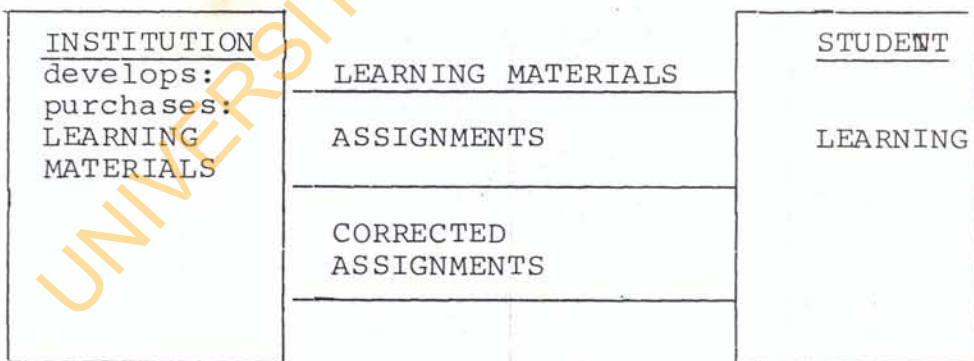 INSTITUTION
develops:
purchases:
LEARNING
MATERIALS
LEARNING MATERIALS
ASSIGNMENTS
CORRECTED
ASSIGNMENTS
STUDENT
LEARNING